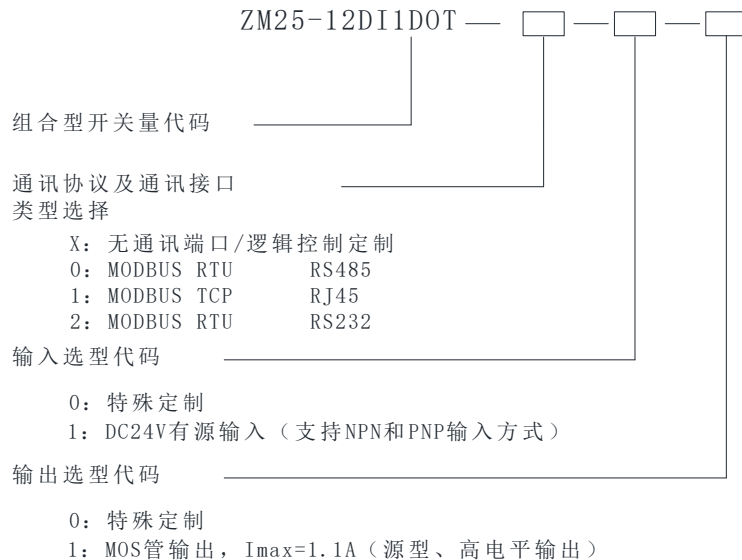 ZM25-12DI1DOT
组合型开关量代码
通讯协议及通讯接口
类型选择
X：无通讯端口/逻辑控制定制
0：MODBUS RTU RS485
1：MODBUS TCP RJ45
2：MODBUS RTU RS232
输入选型代码
0：特殊定制
1：DC24V有源输入（支持NPN和PNP输入方式）
输出选型代码
0：特殊定制
1：MOS管输出，Imax=1.1A（源型、高电平输出）